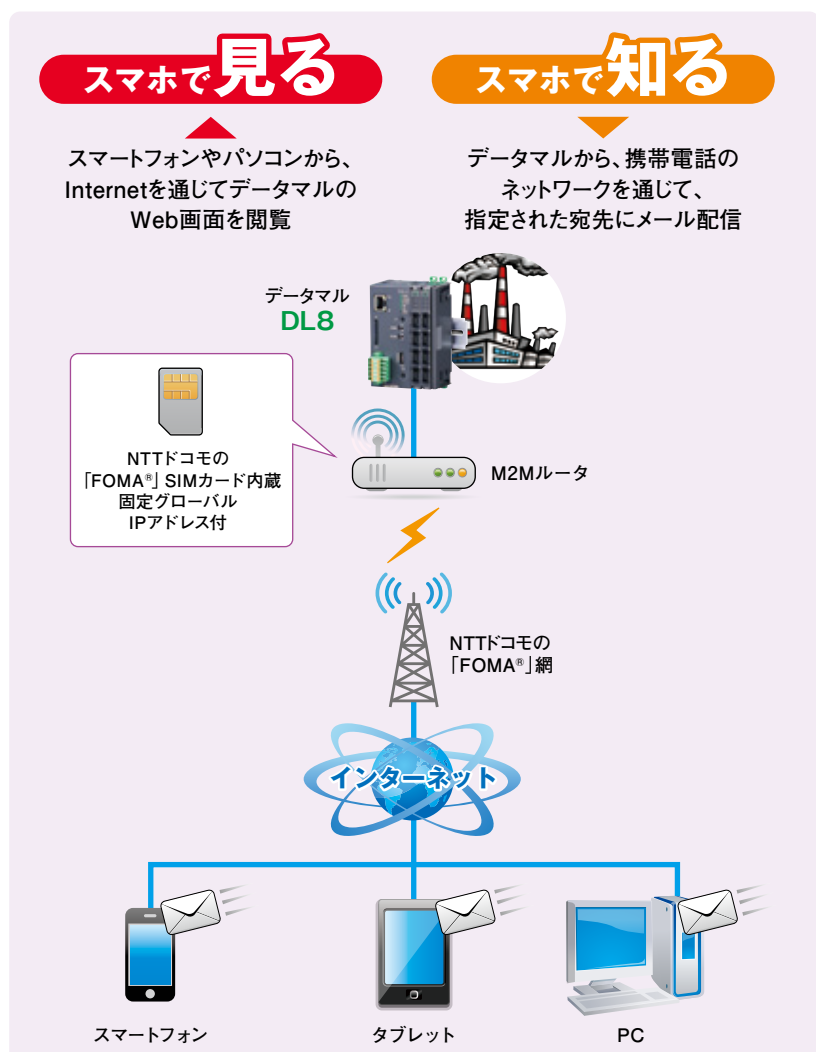 スマホで見る
スマートフォンやパソコンから、
Internetを通じてデータマルの
Web画面を閲覧
スマホで知る
データマルから、携帯電話の
ネットワークを通じて、
指定された宛先にメール配信
データマル
DL8
NTTドコモの
「FOMA®」SIMカード内蔵
固定グローバル
IPアドレス付
M2Mルータ
NTTドコモの
「FOMA®」網
インターネット
スマートフォン
タブレット
PC